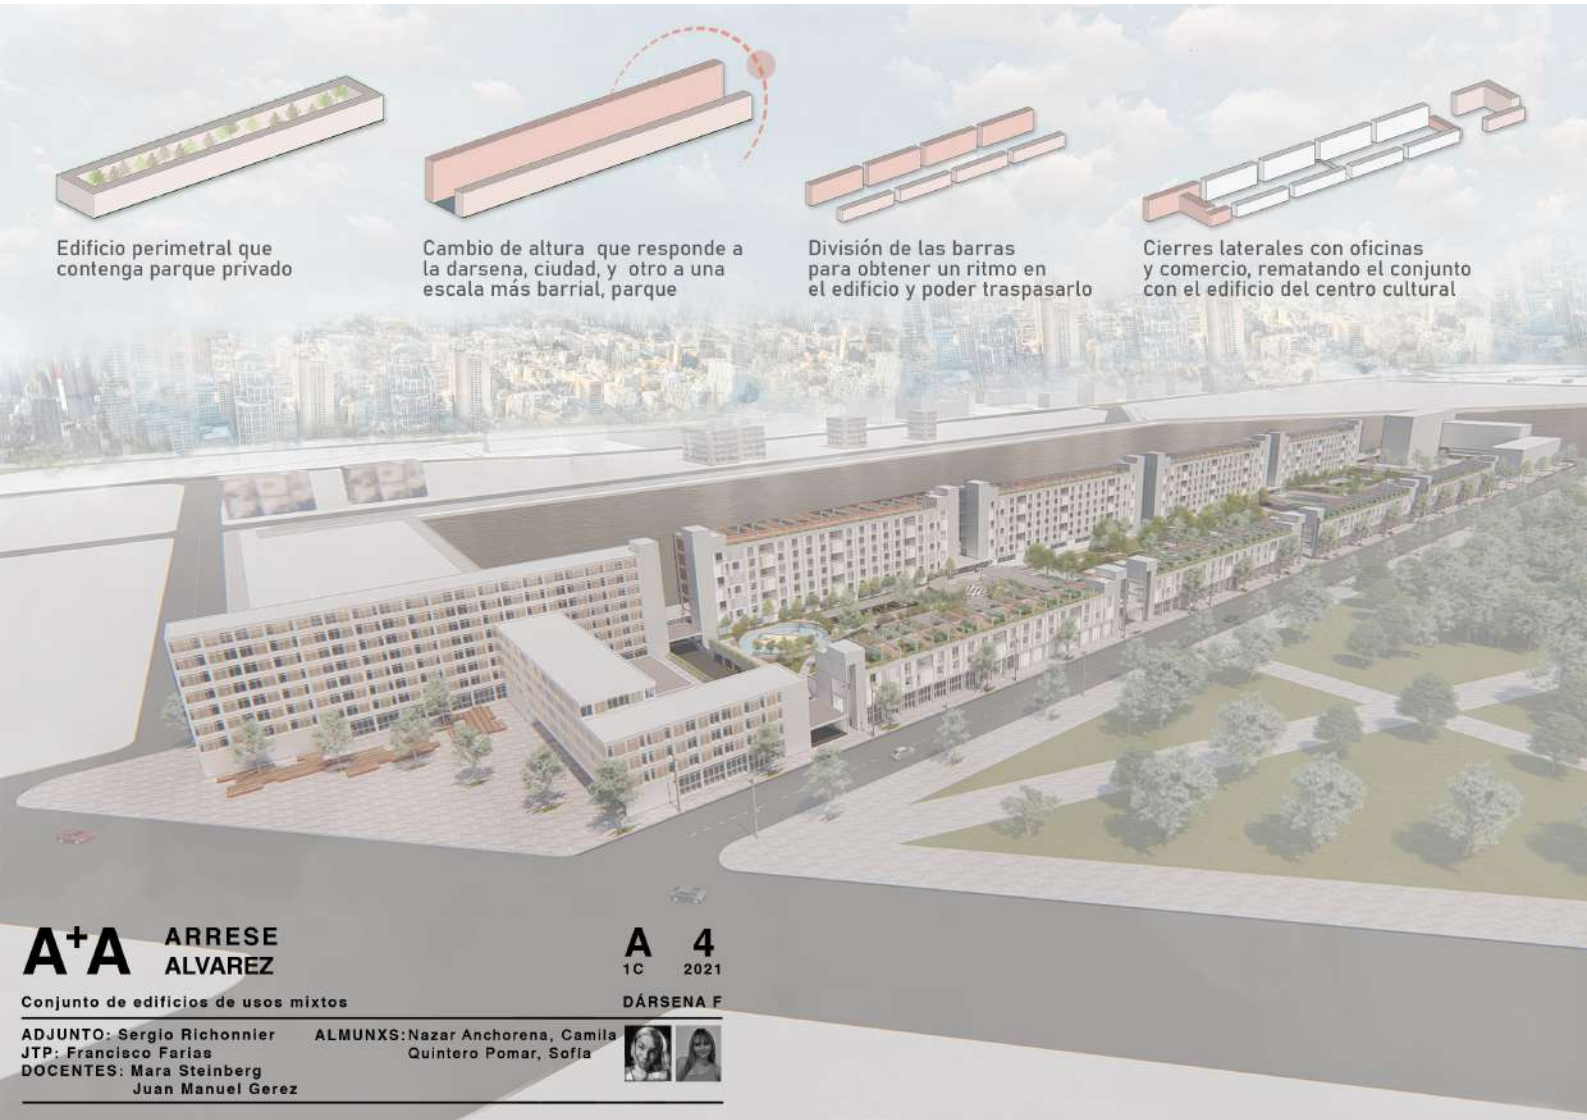 Edificio perimetral que
contenga parque privado
Cambio de altura que responde a
la darsena, ciudad, y otro a una
escala más barrial, parque
División de las barras
para obtener un ritmo en
el edificio y poder traspasarlo
Cierres laterales con oficinas
y comercio, rematando el conjunto
con el edificio del centro cultural
A+A
ARRESE
ALVAREZ
A 4
1C 2021
Conjunto de edificios de usos mixtos
DÁRSENA F
ADJUNTO: Sergio Richonnier
JTP: Francisco Farias
DOCENTES: Mara Steinberg
Juan Manuel Gerez
ALMUNXS: Nazar Anchorena, Camila
Quintero Pomar, Sofía